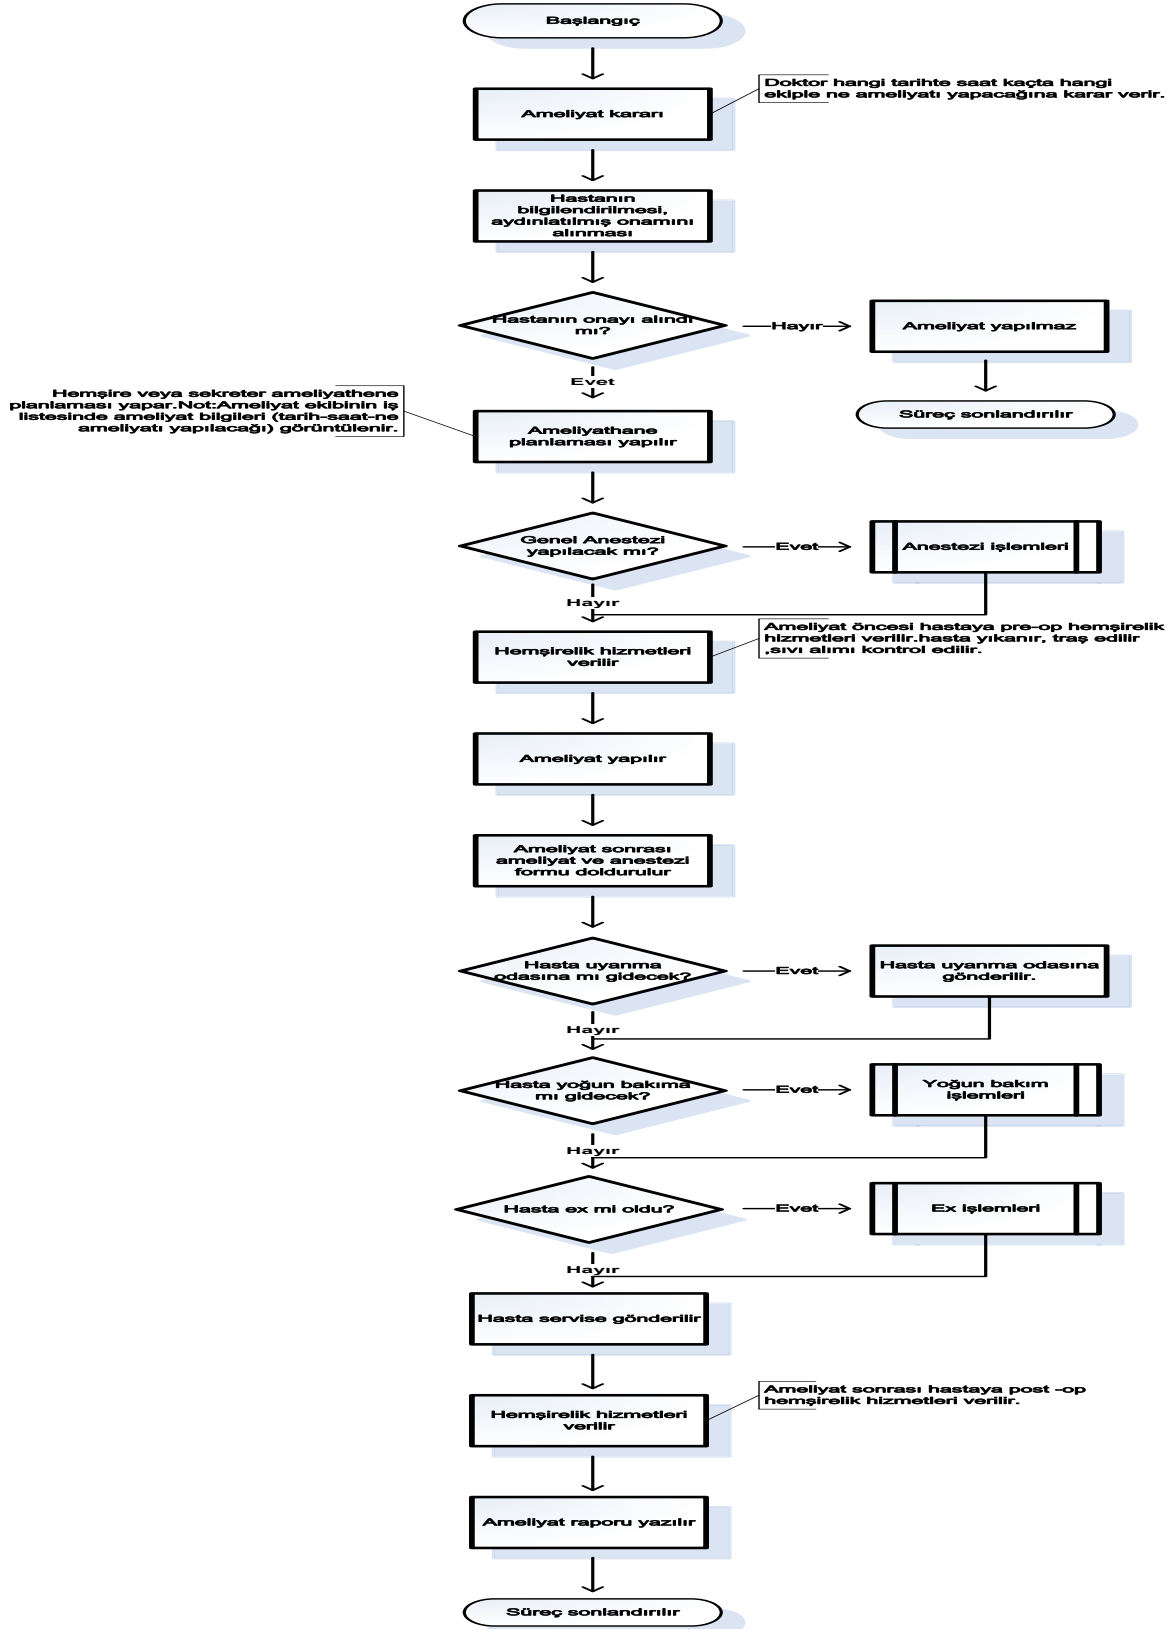 Başlangıç
Doktor hangi tarihte saat kaçta hangi
ekiple ne ameliyatı yapacağına karar verir.
Ameliyat kararı
Hastanın
bilgilendirilmesi,
aydınlatılmış onamını
alınması
Hastanın onayı alındı
mı?
Hayır
Ameliyat yapılmaz
Evet
Süreç sonlandırılır
Hemşire veya sekreter ameliyathene
planlaması yapar.Not:Ameliyat ekibinin iş
listesinde ameliyat bilgileri (tarih-saat-ne
ameliyatı yapılacağı) görüntülenir.
Ameliyathane
planlaması yapılır
Genel Anestezi
yapılacak mı?
Evet
Anestezi işlemleri
Hayır
Ameliyat öncesi hastaya pre-op hemşirelik
hizmetleri verilir.hasta yıkanır, traş edilir
,sıvı alımı kontrol edilir.
Hemşirelik hizmetleri
verilir
Ameliyat yapılır
Ameliyat sonrası
ameliyat ve anestezi
formu doldurulur
Hasta uyanma
odasına mı gidecek?
Evet
Hasta uyanma odasına
gönderilir.
Hayır
Hasta yoğun bakıma
mı gidecek?
Evet
Yoğun bakım
işlemleri
Hayır
Hasta ex mi oldu?
Evet
Ex işlemleri
Hayır
Hasta servise gönderilir
Ameliyat sonrası hastaya post -op
hemşirelik hizmetleri verilir.
Hemşirelik hizmetleri
verilir
Ameliyat raporu yazılır
Süreç sonlandırılır